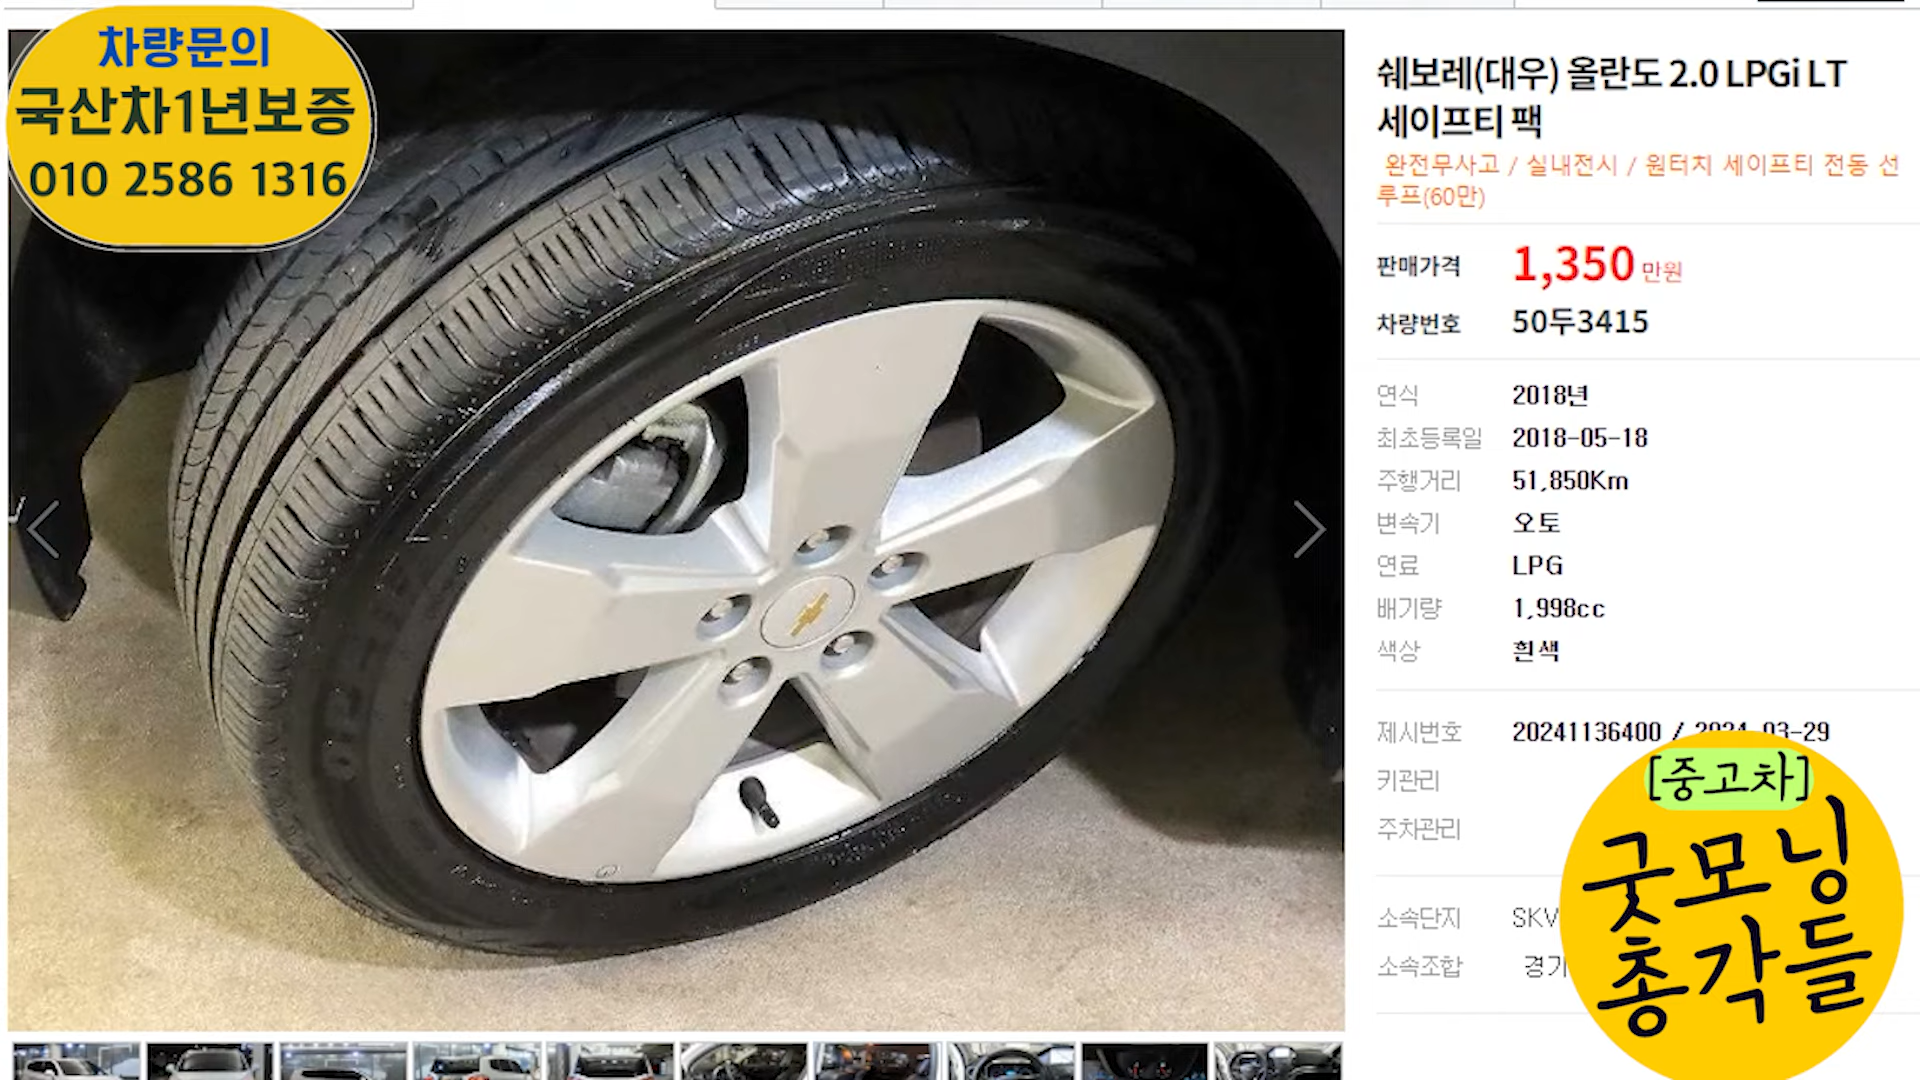 차량문의
국산차1년보증
010 2586 1316
쉐보레(대우) 올란도 2.0 LPGi LT
세이프티 팩
완전무사고 / 실내전시 / 원터치 세이프티 전동 선
루프(60만)
판매가격 1,350 만원
차량번호 50두3415
연식 2018년
최초등록일 2018-05-18
주행거리 51,850Km
변속기 오토
연료 LPG
배기량 1,998cc
색상 흰색
제시번호 20241136400 / 2024-03-29
키관리
주차관리
소속단지 SKV
소속조합 경기
[중고차]
굿모닝
총각들